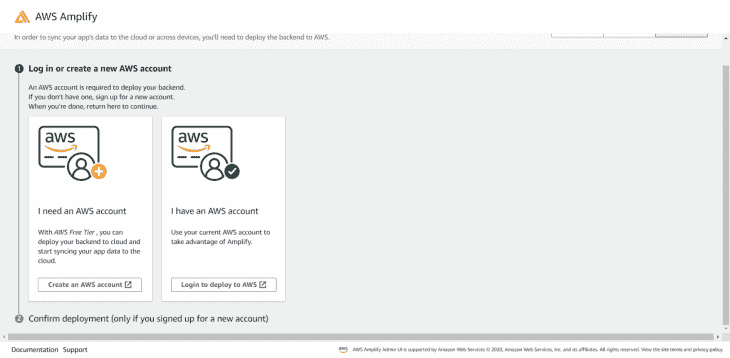 AWS Amplify
In order to sync your app's data to the cloud or across devices, you'll need to deploy the backend to AWS.
1 Log in or create a new AWS account
An AWS account is required to deploy your backend.
If you don't have one, sign up for a new account.
When you're done, return here to continue.
aws
aws
I need an AWS account
I have an AWS account
With AWS Free Tier , you can
deploy your backend to cloud and
start syncing your app data to the
cloud.
Use your current AWS account to
take advantage of Amplify.
Create an AWS account
Login to deploy to AWS
2 Confirm deployment (only if you signed up for a new account)
Documentation Support
aws AWS Amplify Admin UI is supported by Amazon Web Services © 2020, Amazon Web Services, Inc. and its affiliates. All rights reserved. View the site terms and privacy policy.